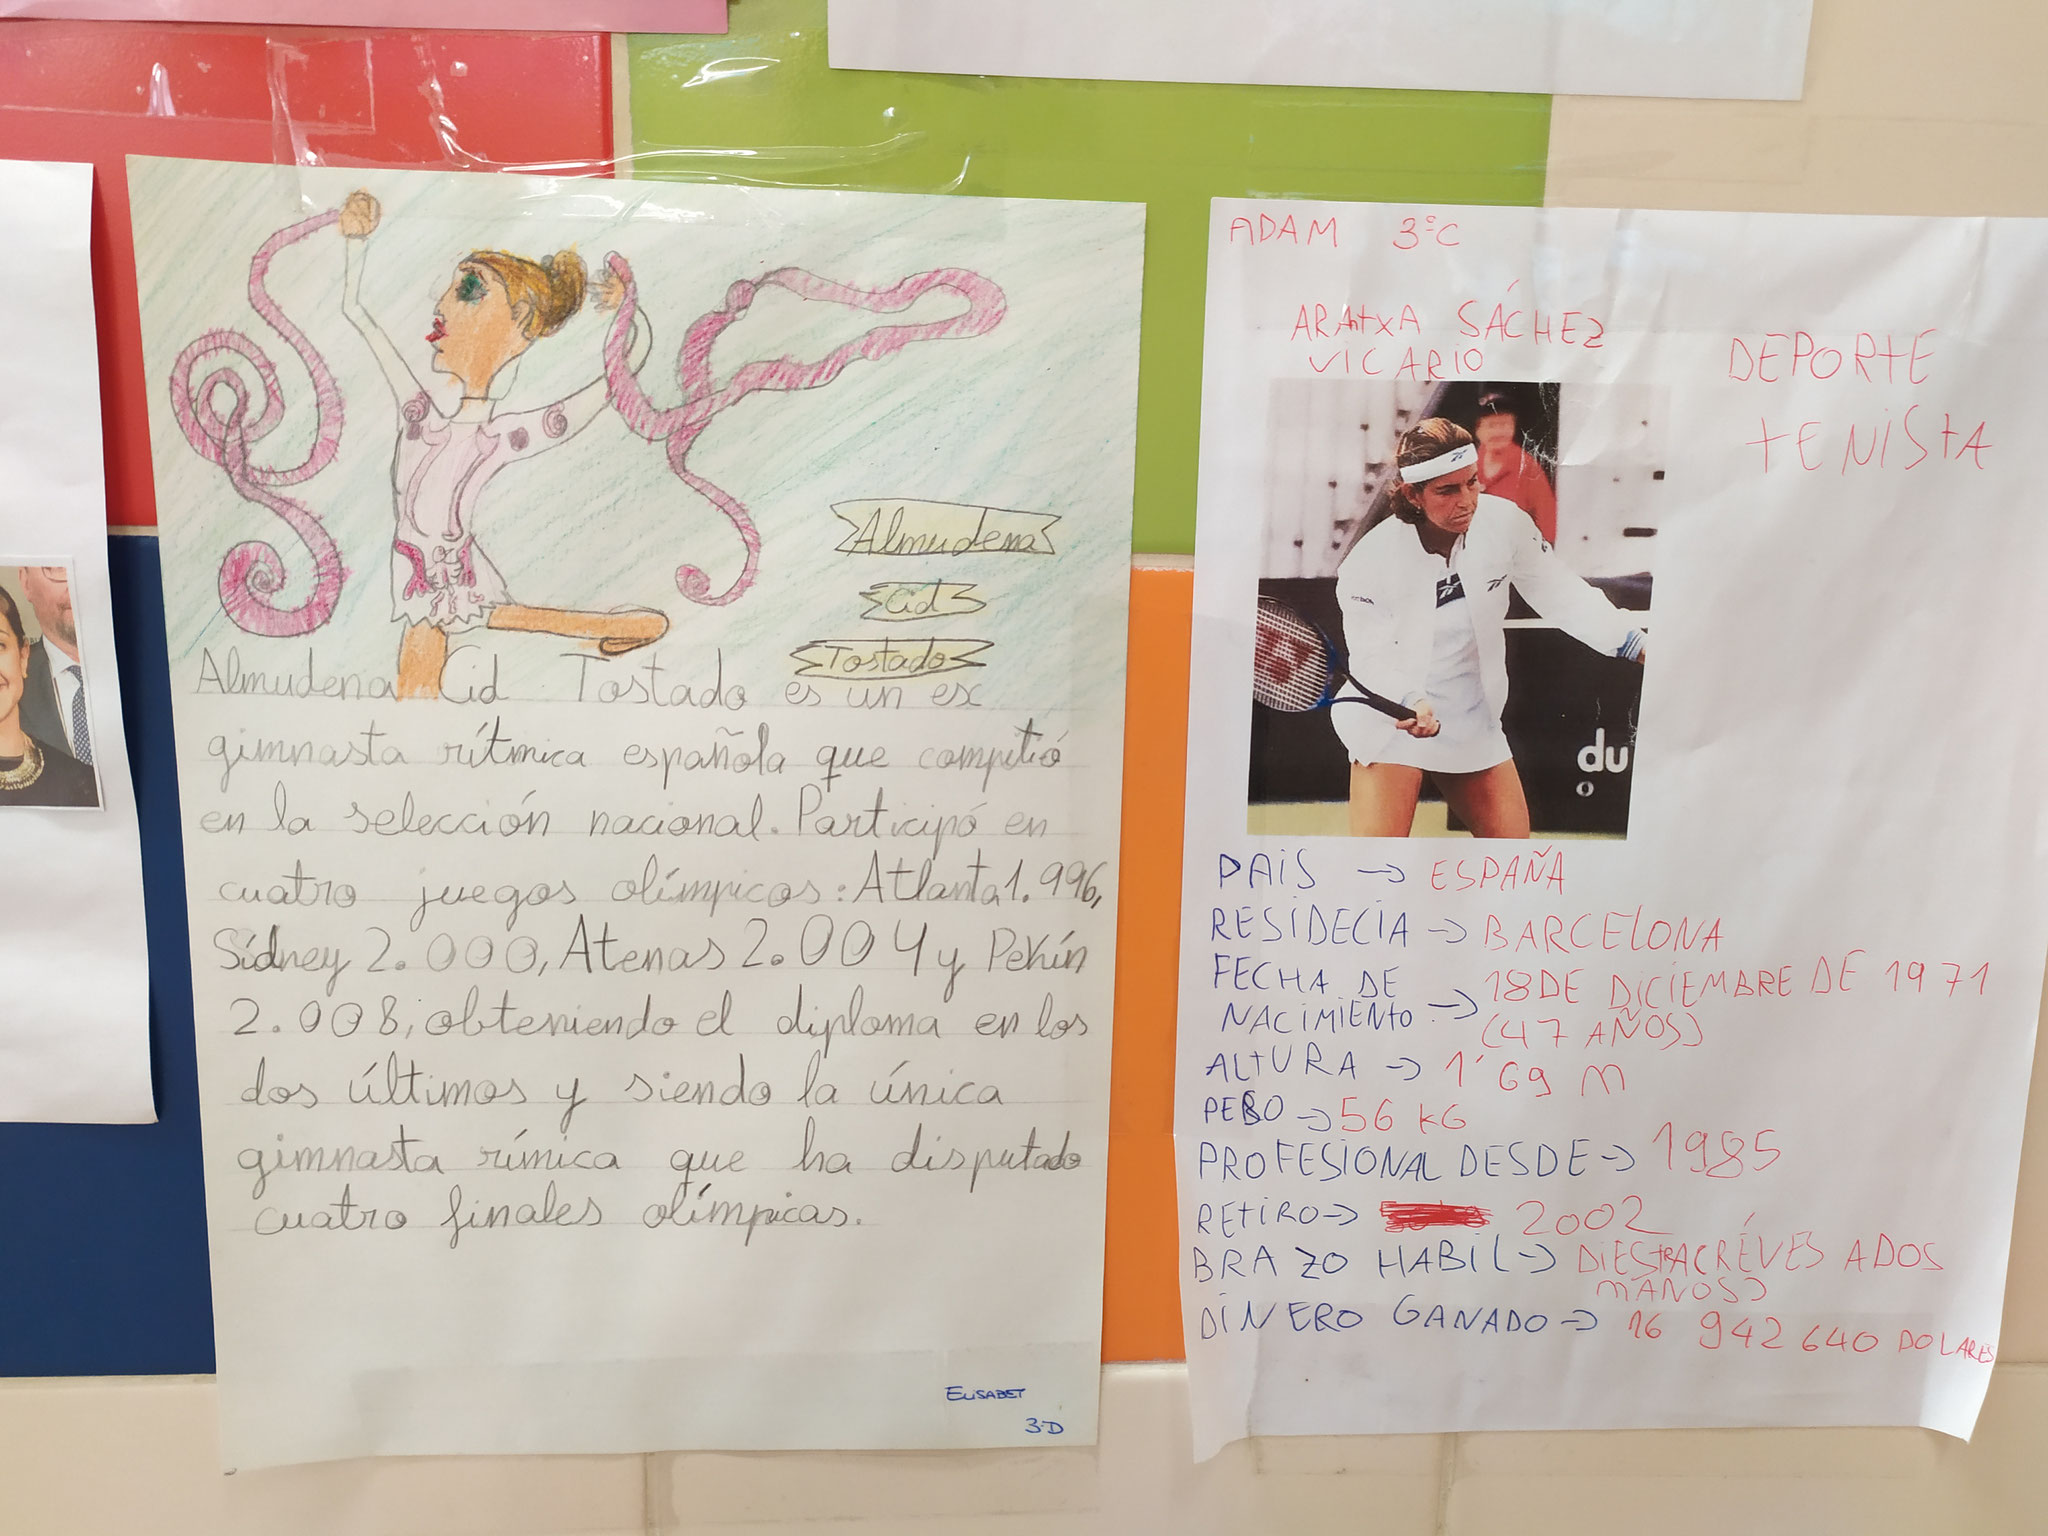 Almudena
Cid
Tostado
Almudena Cid Tostado es un ex
gimnasta rítmica española que compitió
en la selección nacional. Participó en
cuatro juegos olímpicos: Atlanta 1.996,
Sídney 2.000, Atenas 2.004 y Pekín
2.008, obteniendo el diploma en los
dos últimos y siendo la única
gimnasta rímica que ha disputado
cuatro finales olímpicas.
ELISABET
3-D
ADAM 3ºC
ARAntXA SÁCHEZ
VICARIO
DEPORtE
tENIStA
du
o
PAIS → ESPAÑA
RESIDECIA → BARCELONA
FECHA DE
NACIMIENtO → 18 DE DICIEMBRE DE 1971
(47 AÑOS)
ALtURA → 1'69 M
PESO → 56 KG
PROFESIONAL DESDE → 1985
REtIRO → 2002
BRAZO HABIL → DIEStRA(RÉVES ADOS
MANOS)
DINERO GANADO → 16 942 640 DOLARES